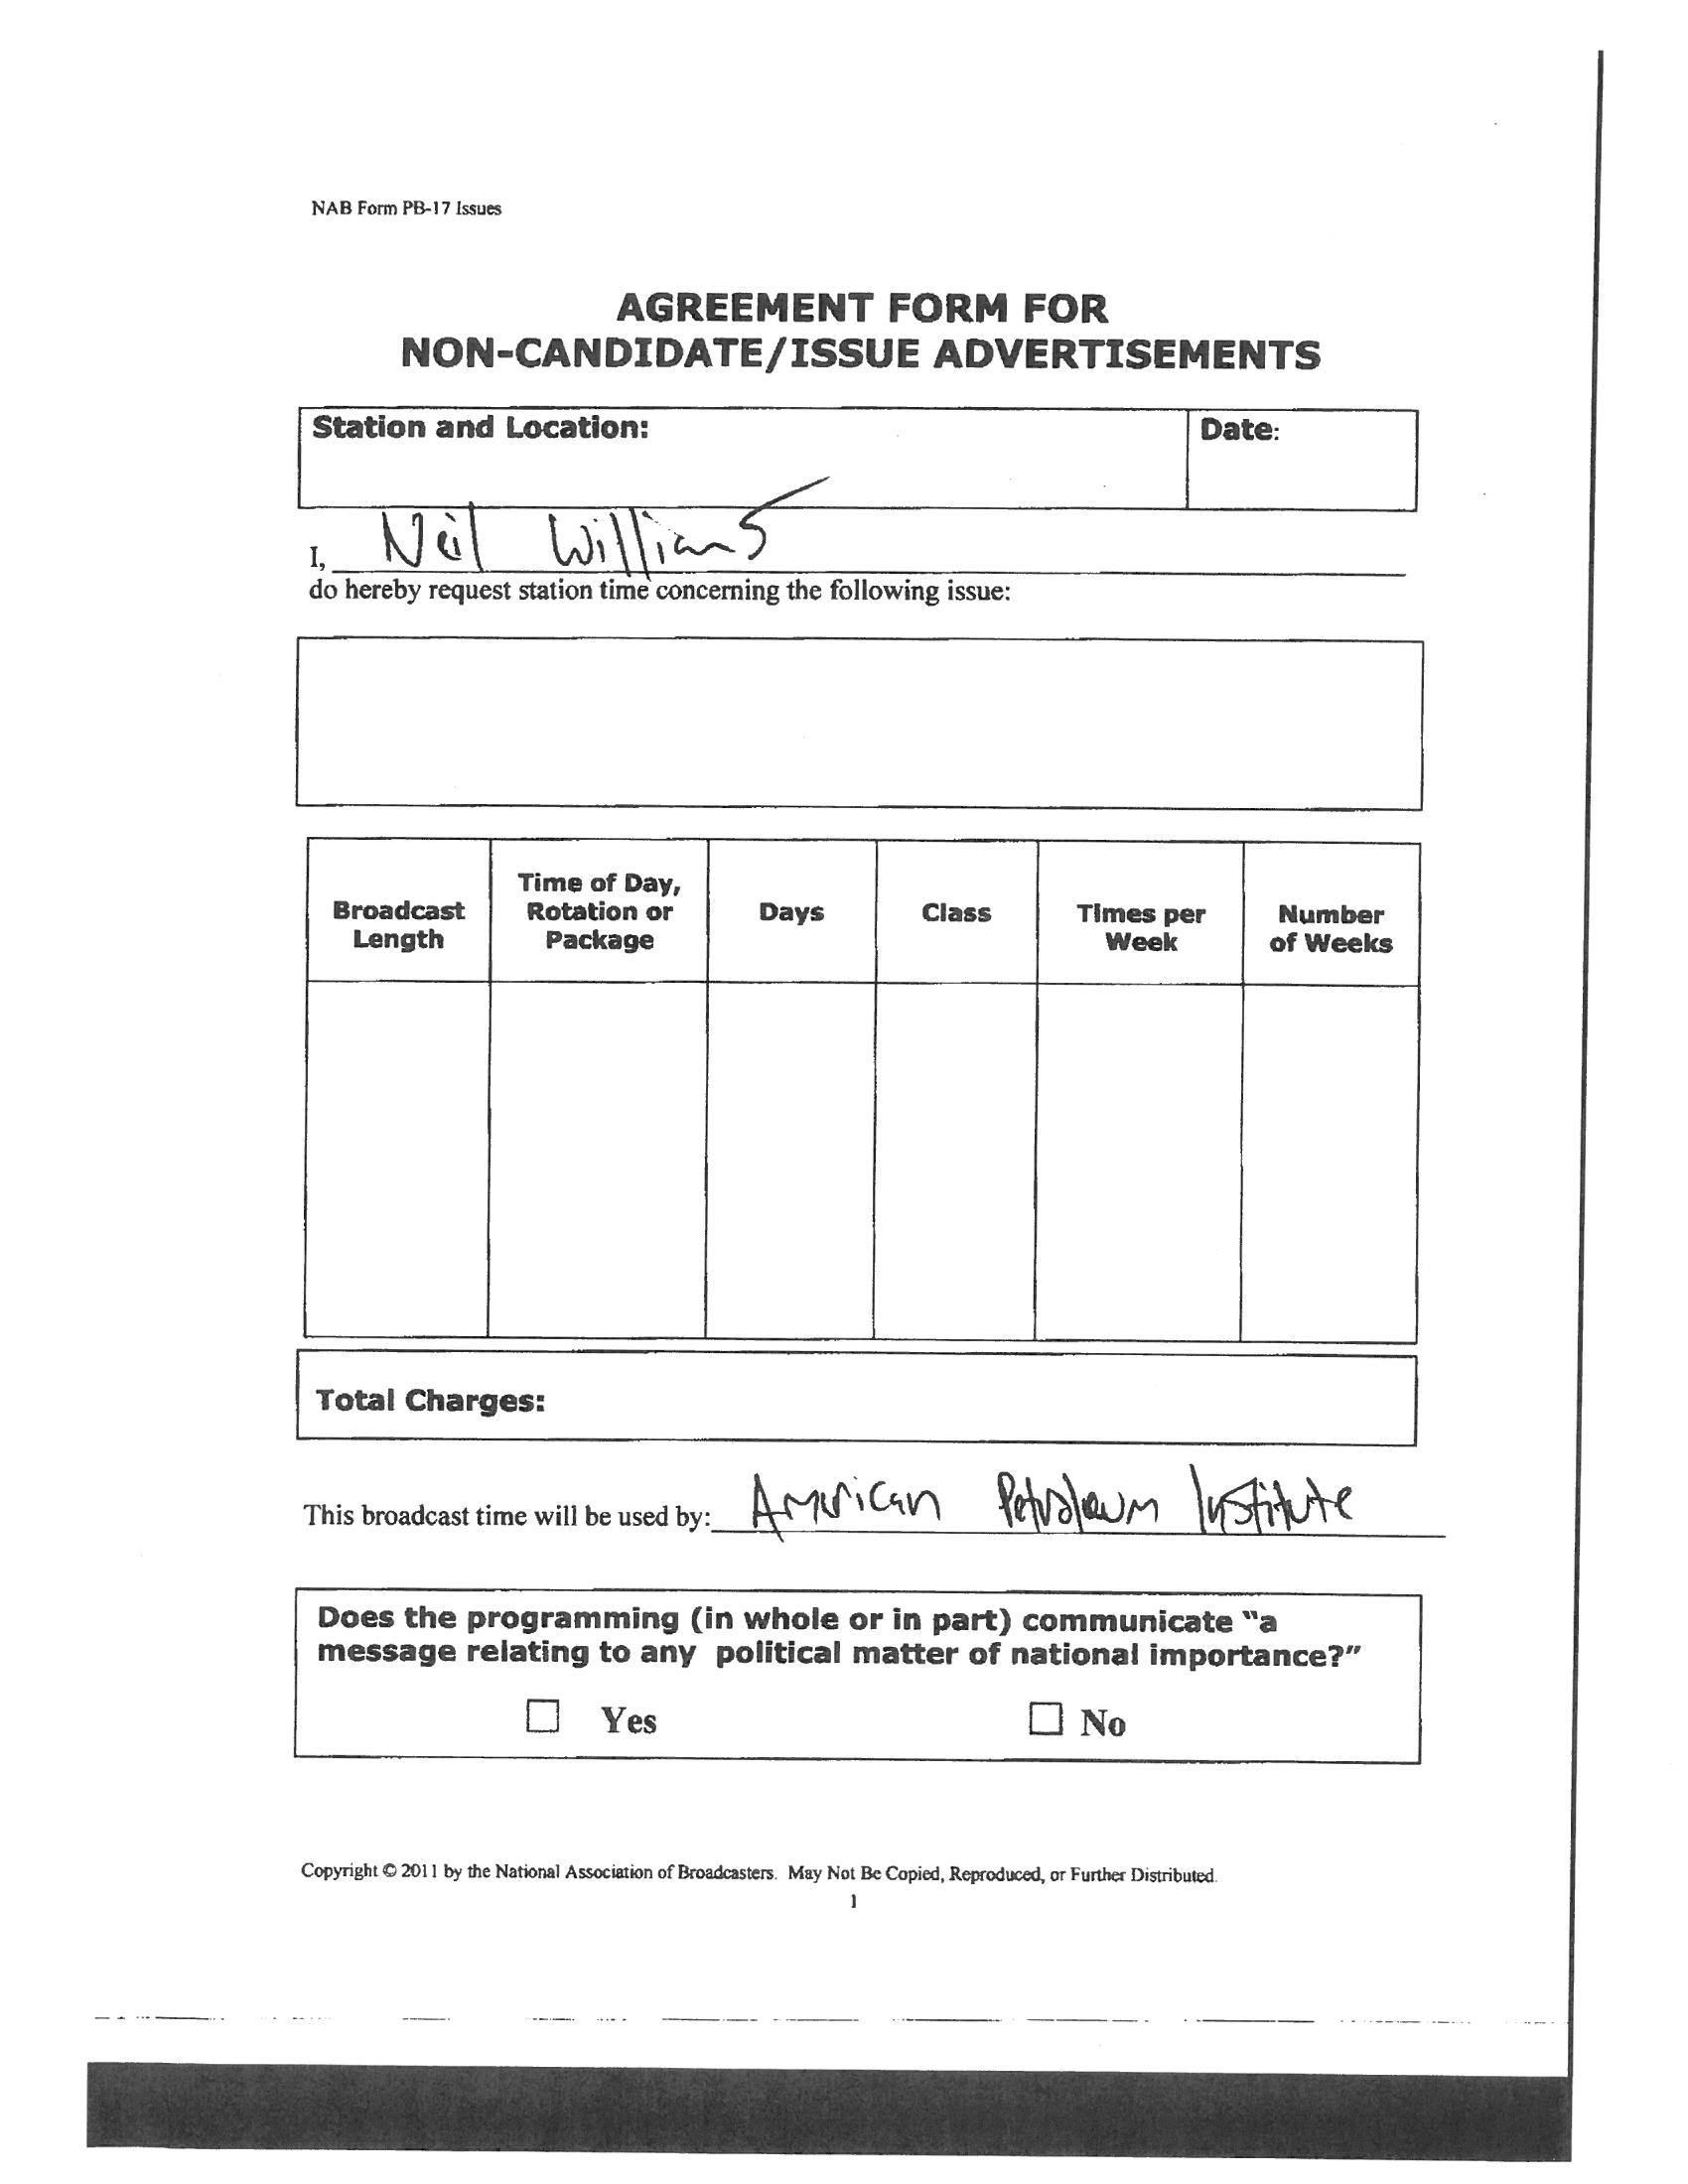 NAB Form PB-17 Issues
AGREEMENT FORM FOR
NON-CANDIDATE/ISSUE ADVERTISEMENTS
Station and Location:
Date:
I, Neil Williams
do hereby request station time concerning the following issue:
Broadcast Length
Time of Day, Rotation or Package
Days
Class
Times per Week
Number of Weeks
Total Charges:
This broadcast time will be used by: American Petroleum Institute
Does the programming (in whole or in part) communicate “a
message relating to any political matter of national importance?”
☐ Yes ☐ No
Copyright © 2011 by the National Association of Broadcasters. May Not Be Copied, Reproduced, or Further Distributed.
1